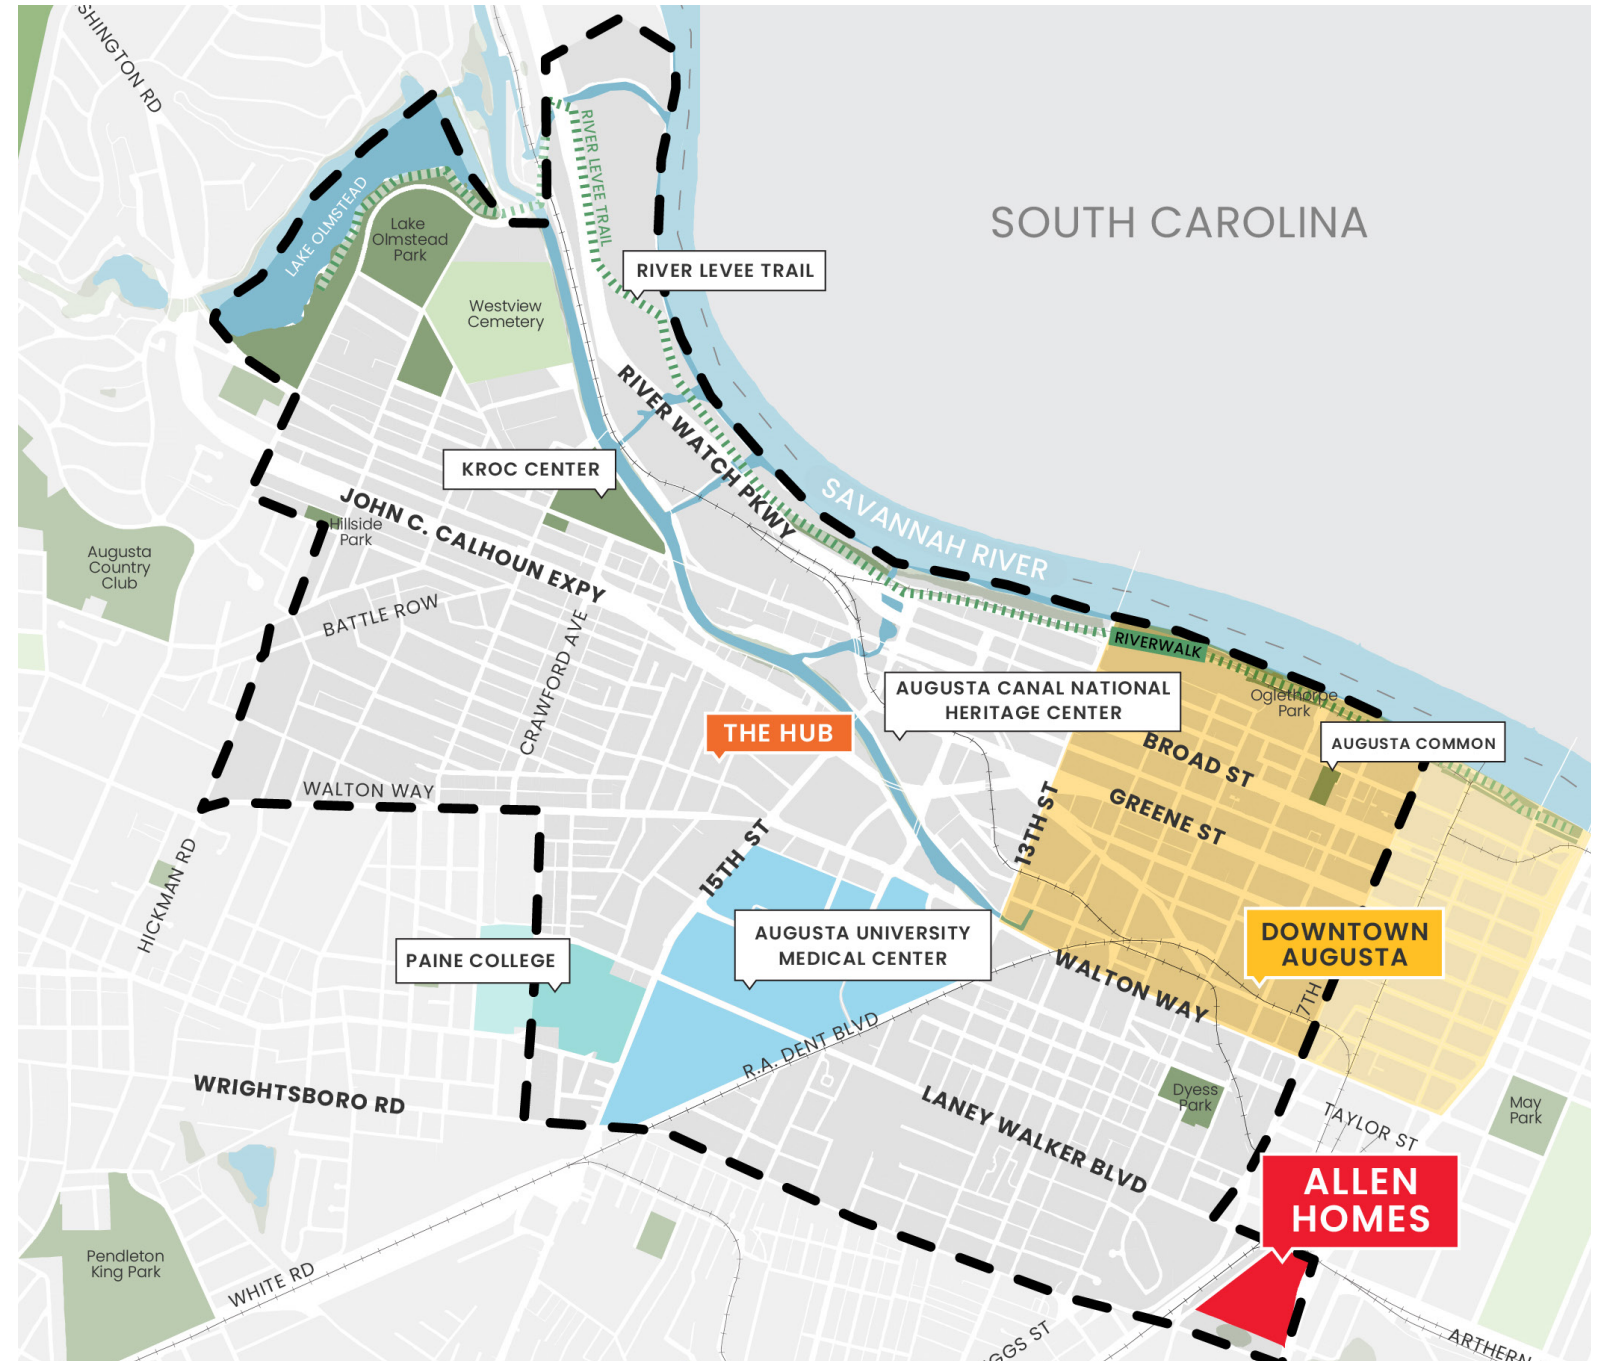 SHINGTON RD
LAKE OLMSTEAD
Lake
Olmstead
Park
RIVER LEVEE TRAIL
SOUTH CAROLINA
RIVER LEVEE TRAIL
Westview
Cemetery
RIVER WATCH PKWY
KROC CENTER
SAVANNAH RIVER
JOHN C. CALHOUN EXPY
Hillside
Park
Augusta
Country
Club
BATTLE ROW
CRAWFORD AVE
RIVERWALK
AUGUSTA CANAL NATIONAL
HERITAGE CENTER
Oglethorpe
Park
THE HUB
BROAD ST
AUGUSTA COMMON
WALTON WAY
GREENE ST
13TH ST
15TH ST
HICKMAN RD
AUGUSTA UNIVERSITY
MEDICAL CENTER
DOWNTOWN
AUGUSTA
PAINE COLLEGE
WALTON WAY
7TH
R.A. DENT BLVD
WRIGHTSBORO RD
LANEY WALKER BLVD
Dyess
Park
TAYLOR ST
May
Park
ALLEN
HOMES
Pendleton
King Park
WHITE RD
GGS ST
ARTHERN